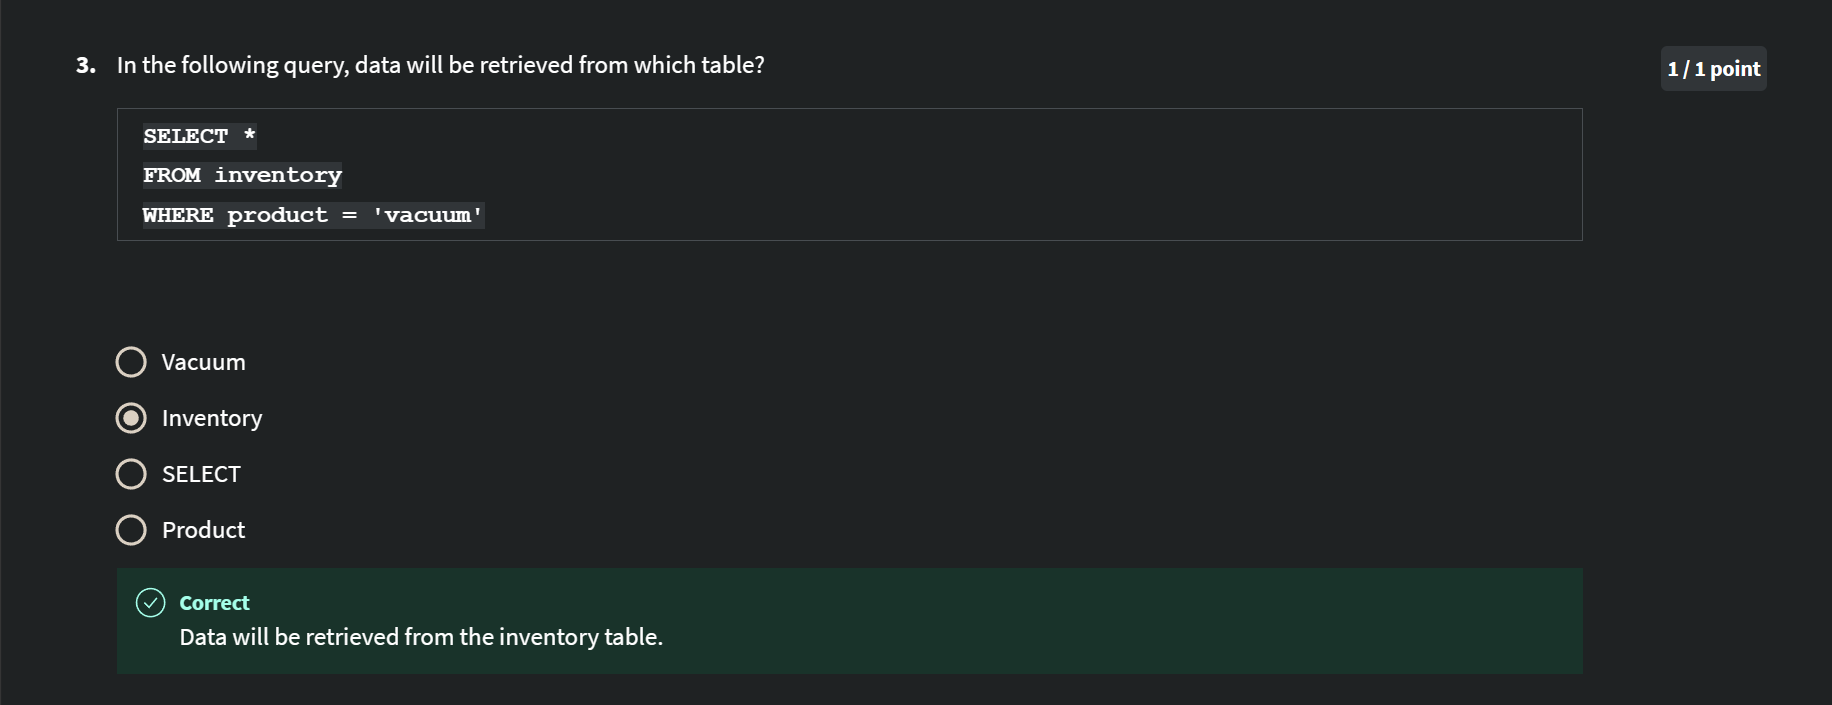 3. In the following query, data will be retrieved from which table?
1 / 1 point
SELECT *
FROM inventory
WHERE product = 'vacuum'
Vacuum
Inventory
SELECT
Product
Correct
Data will be retrieved from the inventory table.